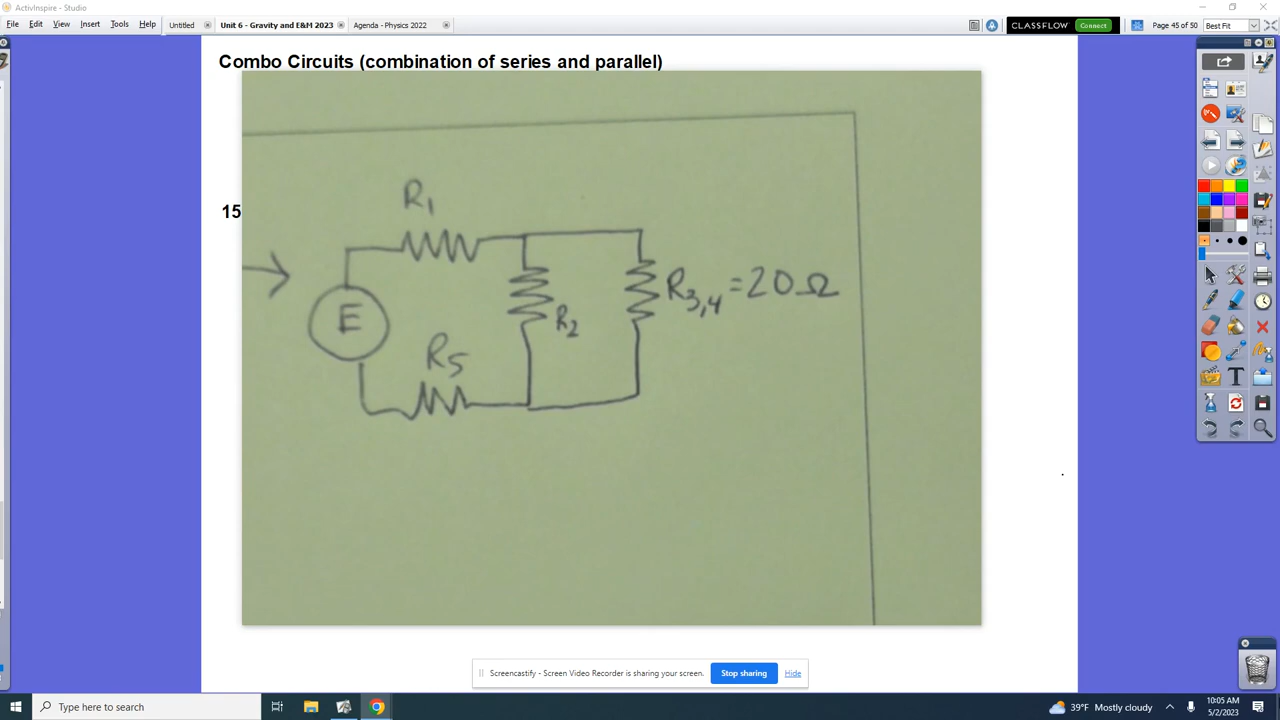 ActivInspire - Studio
Untitled
Unit 6 - Gravity and E&M 2023
Agenda - Physics 2022
File Edit View Insert Tools Help
CLASSFLOW Connect
Page 45 of 50
Best Fit
Combo Circuits (combination of series and parallel)
15
R1
E
R2
R3,4 = 20Ω
R5
Screencastify - Screen Video Recorder is sharing your screen.
Stop sharing
Hide
Type here to search
39°F Mostly cloudy
10:05 AM
5/2/2023